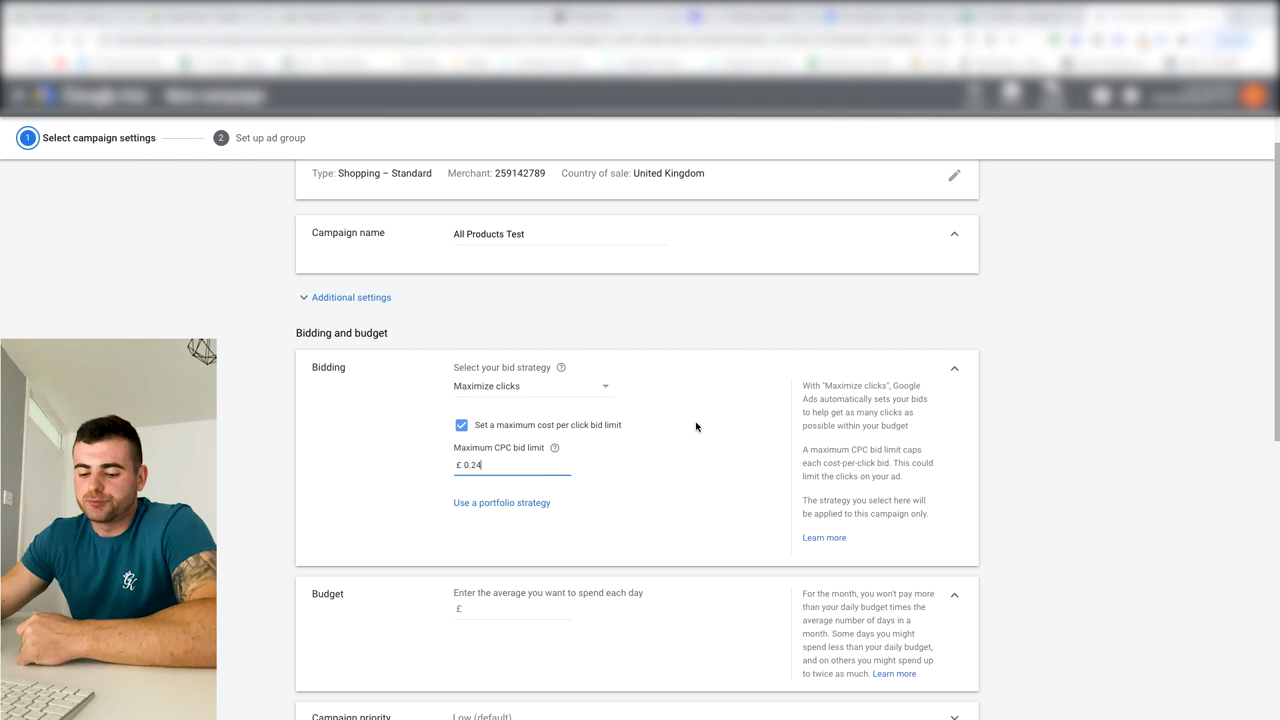 Google Ads New campaign
1 Select campaign settings 2 Set up ad group
Type: Shopping – Standard Merchant: 259142789 Country of sale: United Kingdom
Campaign name All Products Test
Additional settings
Bidding and budget
Bidding
Select your bid strategy
Maximize clicks
Set a maximum cost per click bid limit
Maximum CPC bid limit
£ 0.24
Use a portfolio strategy
With "Maximize clicks", Google
Ads automatically sets your bids
to help get as many clicks as
possible within your budget
A maximum CPC bid limit caps
each cost-per-click bid. This could
limit the clicks on your ad.
The strategy you select here will
be applied to this campaign only.
Learn more
Budget
Enter the average you want to spend each day
£
For the month, you won't pay more
than your daily budget times the
average number of days in a
month. Some days you might
spend less than your daily budget,
and on others you might spend up
to twice as much. Learn more
Campaign priority Low (default)